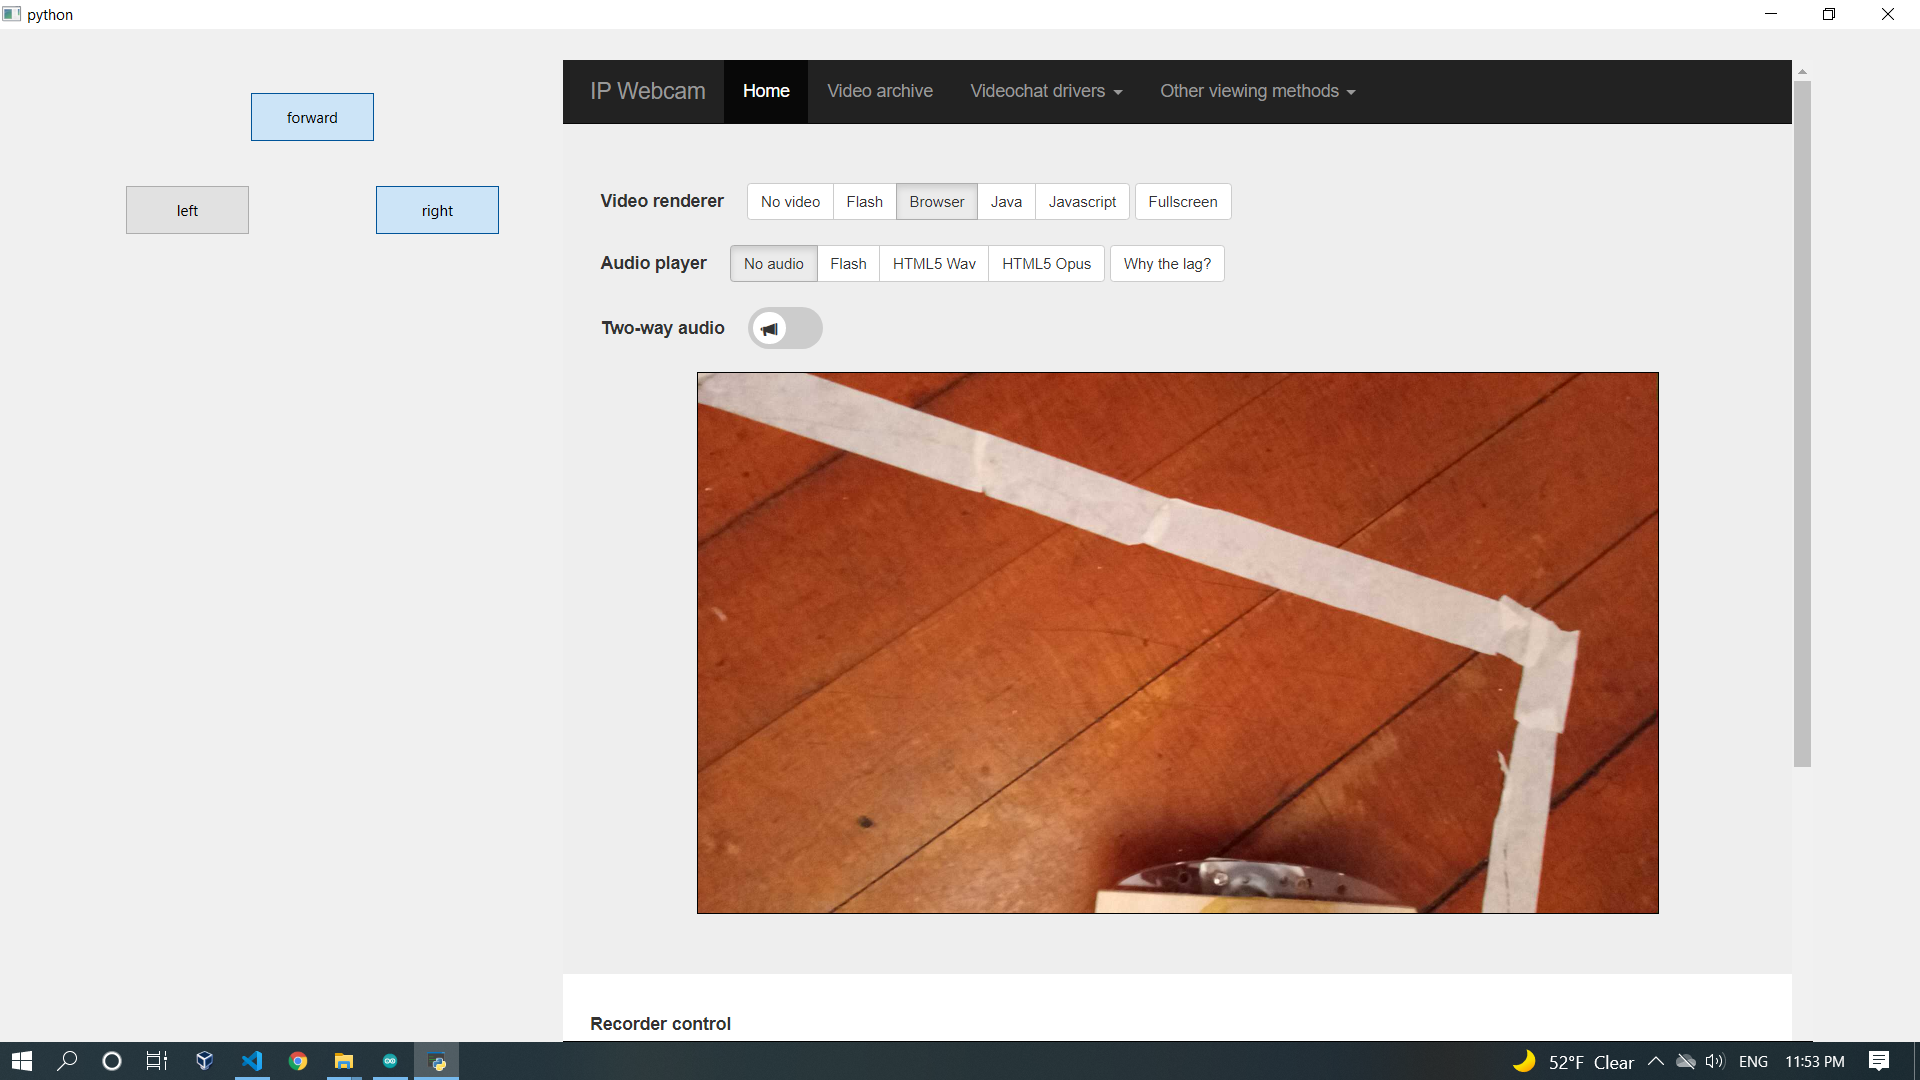 python
forward
left
right
IP Webcam Home Video archive Videochat drivers Other viewing methods
Video renderer No video Flash Browser Java Javascript Fullscreen
Audio player No audio Flash HTML5 Wav HTML5 Opus Why the lag?
Two-way audio
Recorder control
52°F Clear ENG 11:53 PM